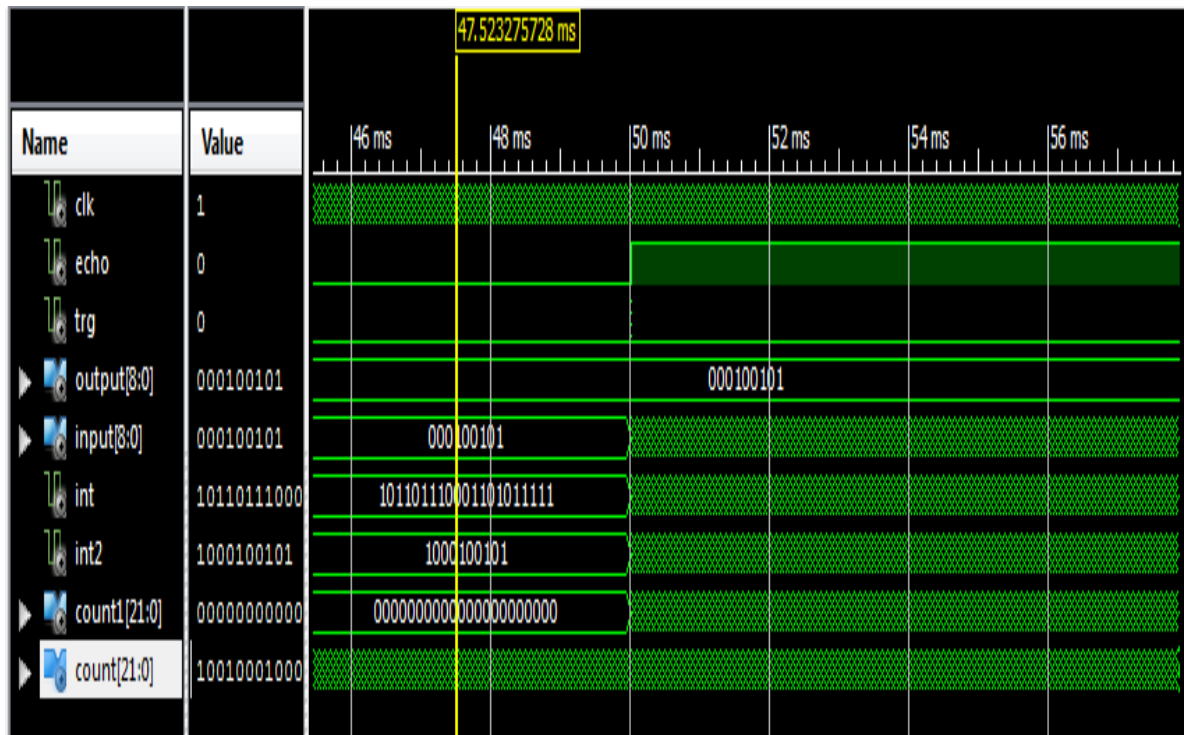 47.523275728 ms
Name Value 46 ms 48 ms 50 ms 52 ms 54 ms 56 ms
clk 1
echo 0
trg 0
output[8:0] 000100101 000100101
input[8:0] 000100101 000100101
int 10110111000 101101110001101011111
int2 1000100101 1000100101
count1[21:0] 00000000000 0000000000000000000000
count[21:0] 10010001000